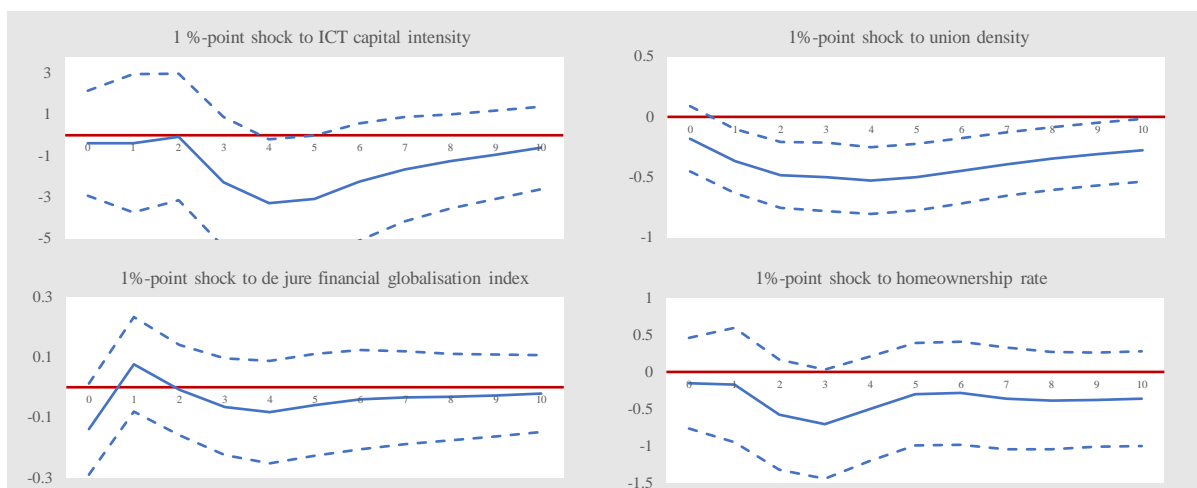 1 %-point shock to ICT capital intensity
3
1
-1
-3
-5
0 1 2 3 4 5 6 7 8 9 10
1%-point shock to union density
0.5
0
-0.5
-1
0 1 2 3 4 5 6 7 8 9 10
1%-point shock to de jure financial globalisation index
0.3
0.1
-0.1
-0.3
0 1 2 3 4 5 6 7 8 9 10
1%-point shock to homeownership rate
1
0.5
0
-0.5
-1
-1.5
0 1 2 3 4 5 6 7 8 9 10